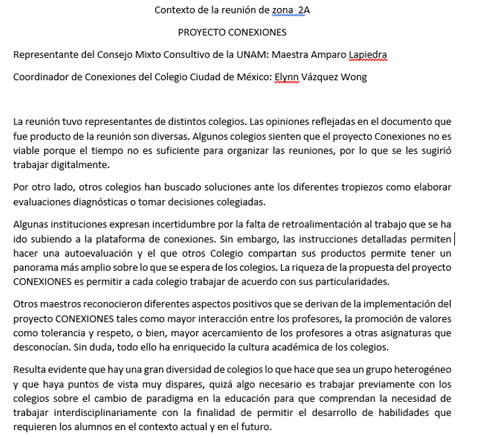 Contexto de la reunión de zona 2A
PROYECTO CONEXIONES
Representante del Consejo Mixto Consultivo de la UNAM: Maestra Amparo Lapiedra
Coordinador de Conexiones del Colegio Ciudad de México: Elynn Vázquez Wong
La reunión tuvo representantes de distintos colegios. Las opiniones reflejadas en el documento que
fue producto de la reunión son diversas. Algunos colegios sienten que el proyecto Conexiones no es
viable porque el tiempo no es suficiente para organizar las reuniones, por lo que se les sugirió
trabajar digitalmente.
Por otro lado, otros colegios han buscado soluciones ante los diferentes tropiezos como elaborar
evaluaciones diagnósticas o tomar decisiones colegiadas.
Algunas instituciones expresan incertidumbre por la falta de retroalimentación al trabajo que se ha
ido subiendo a la plataforma de conexiones. Sin embargo, las instrucciones detalladas permiten
hacer una autoevaluación y el que otros Colegio compartan sus productos permite tener un
panorama más amplio sobre lo que se espera de los colegios. La riqueza de la propuesta del proyecto
CONEXIONES es permitir a cada colegio trabajar de acuerdo con sus particularidades.
Otros maestros reconocieron diferentes aspectos positivos que se derivan de la implementación del
proyecto CONEXIONES tales como mayor interacción entre los profesores, la promoción de valores
como tolerancia y respeto, o bien, mayor acercamiento de los profesores a otras asignaturas que
desconocían. Sin duda, todo ello ha enriquecido la cultura académica de los colegios.
Resulta evidente que hay una gran diversidad de colegios lo que hace que sea un grupo heterogéneo
y que haya puntos de vista muy dispares, quizá algo necesario es trabajar previamente con los
colegios sobre el cambio de paradigma en la educación para que comprendan la necesidad de
trabajar interdisciplinariamente con la finalidad de permitir el desarrollo de habilidades que
requieren los alumnos en el contexto actual y en el futuro.